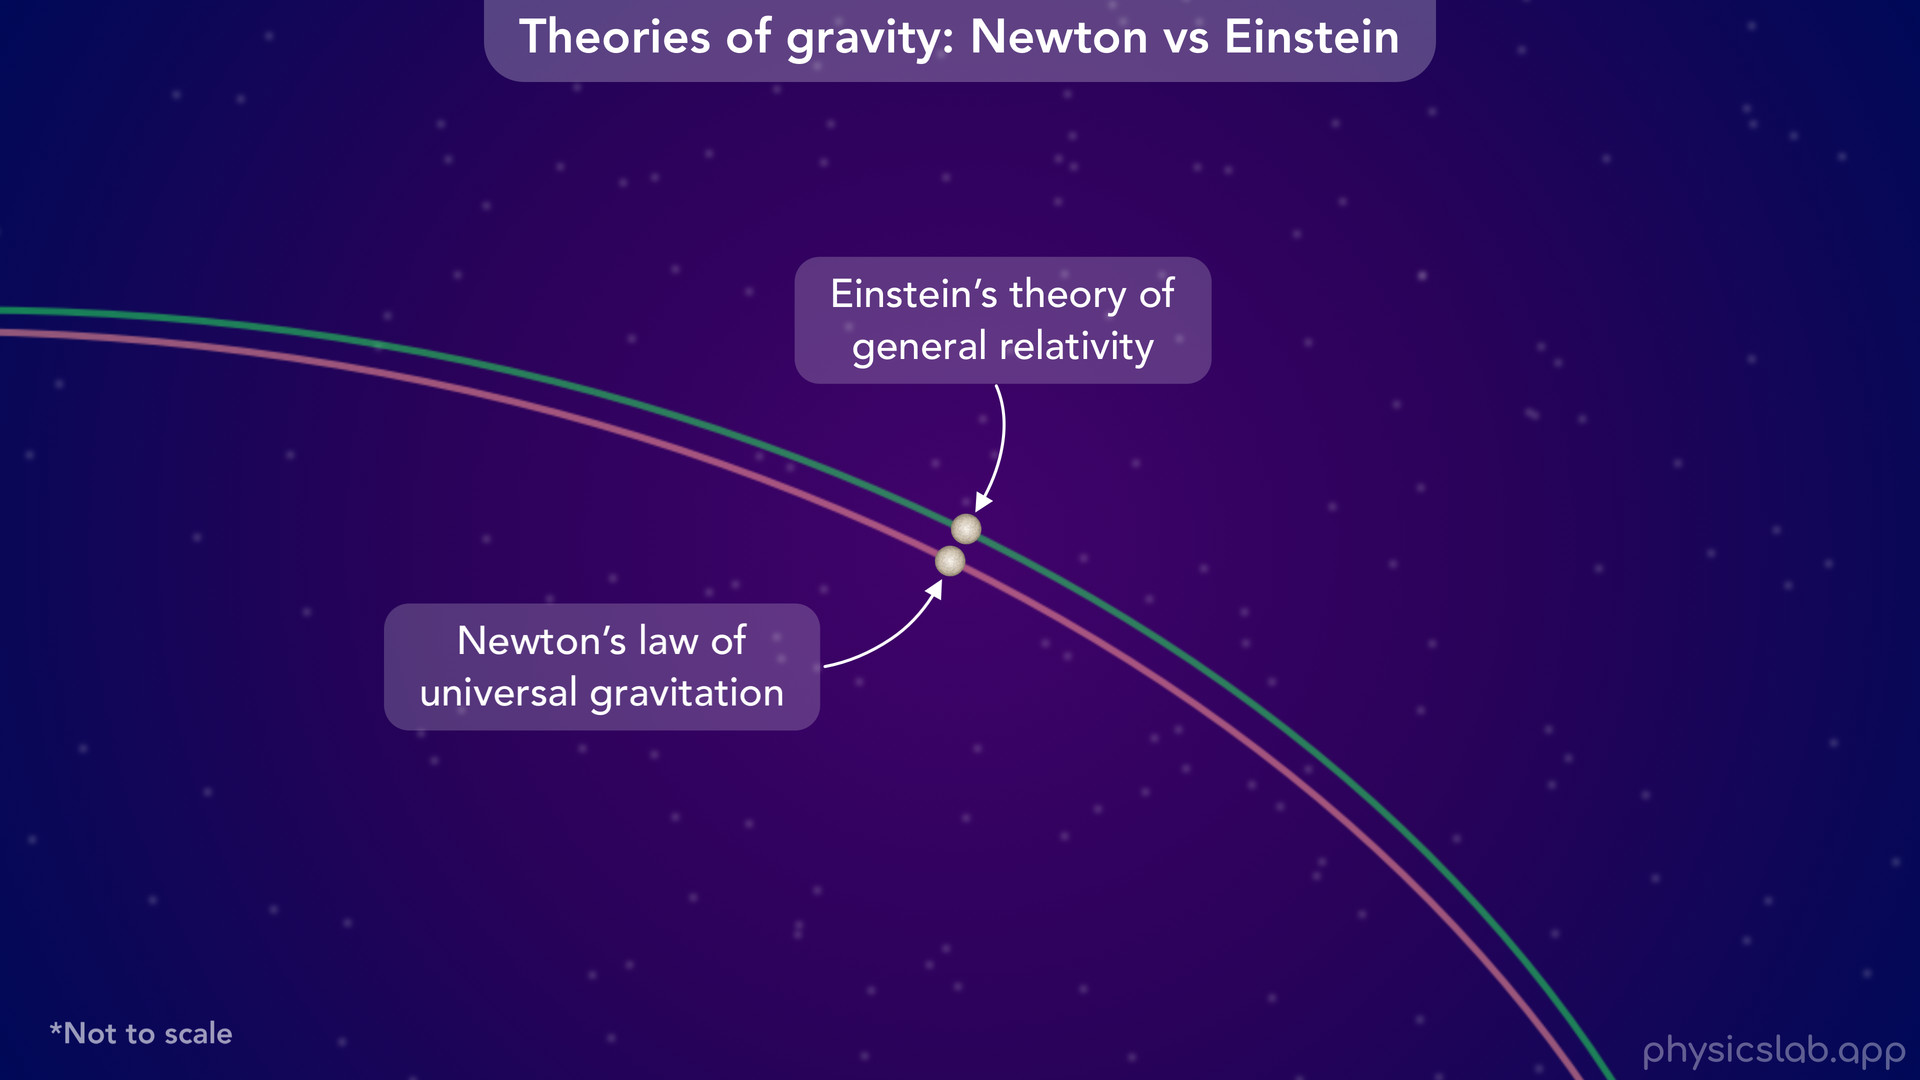 Theories of gravity: Newton vs Einstein
Einstein’s theory of
general relativity
Newton’s law of
universal gravitation
*Not to scale
physicslab.app